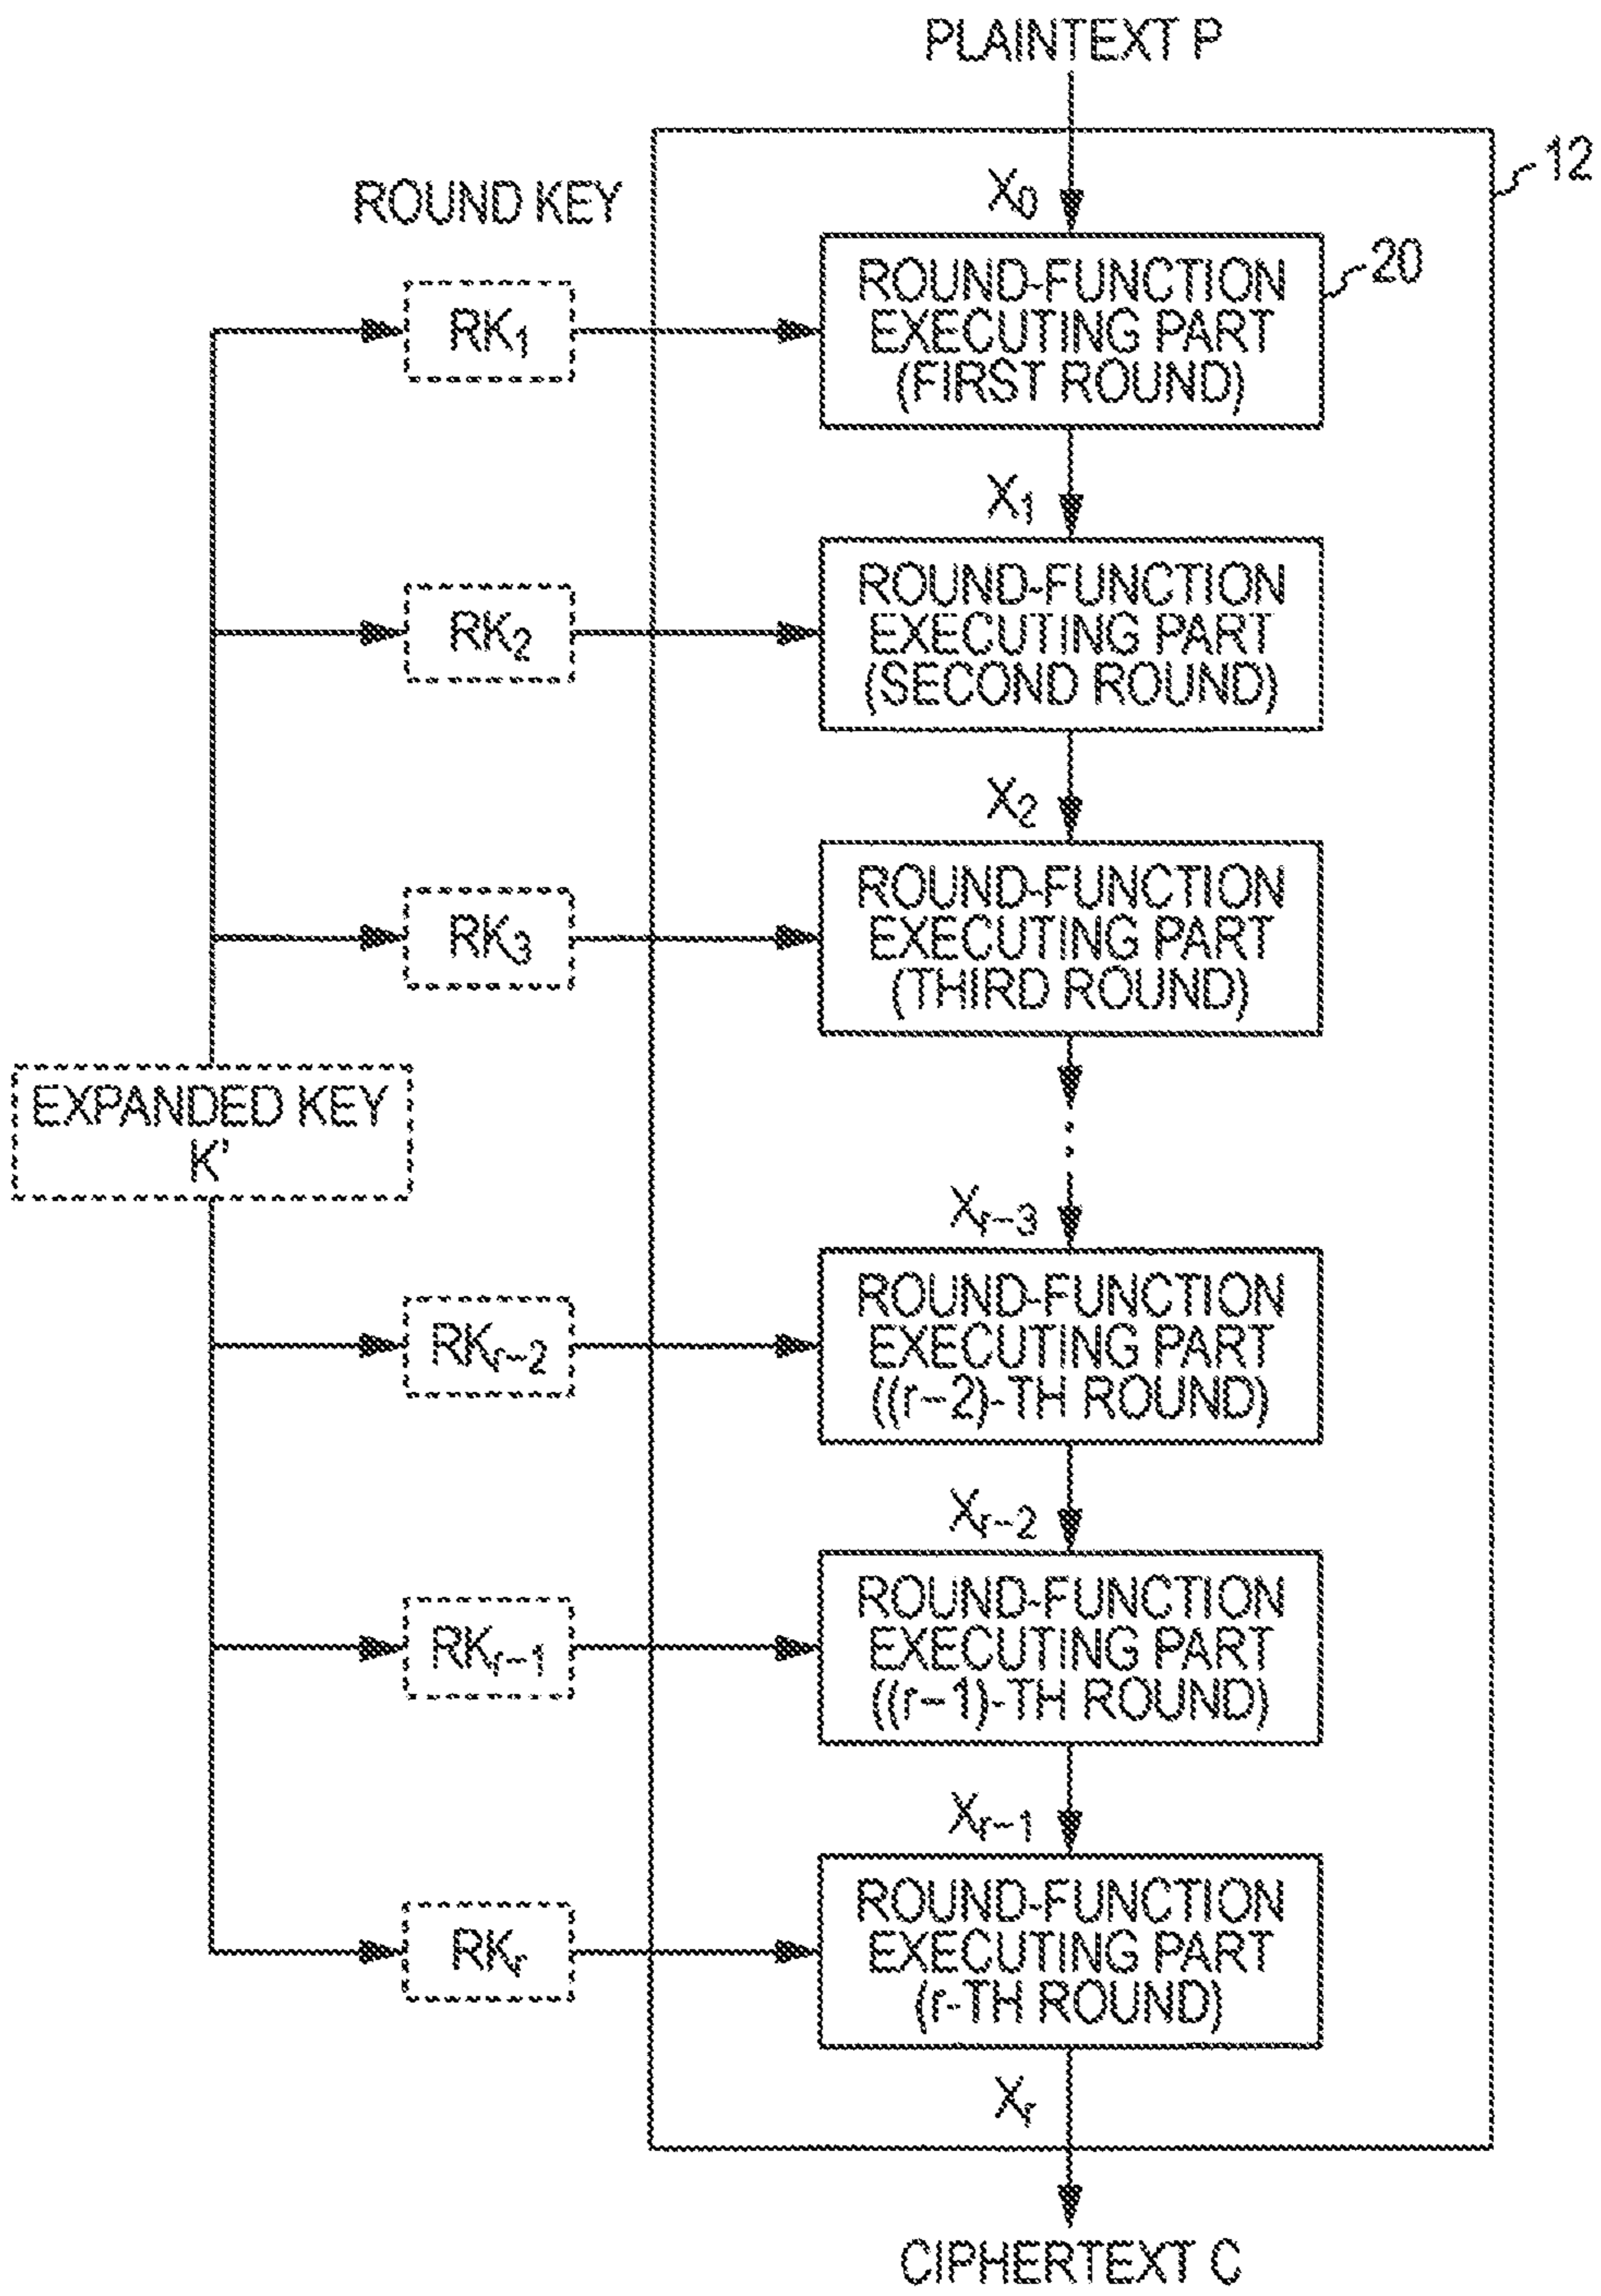 PLAINTEXT P
12
X0
ROUND KEY
20
RK1
ROUND-FUNCTION
EXECUTING PART
(FIRST ROUND)
X1
RK2
ROUND-FUNCTION
EXECUTING PART
(SECOND ROUND)
X2
RK3
ROUND-FUNCTION
EXECUTING PART
(THIRD ROUND)
EXPANDED KEY
K'
Xr-3
RKr-2
ROUND-FUNCTION
EXECUTING PART
((r-2)-TH ROUND)
Xr-2
RKr-1
ROUND-FUNCTION
EXECUTING PART
((r-1)-TH ROUND)
Xr-1
RKr
ROUND-FUNCTION
EXECUTING PART
(r-TH ROUND)
Xr
CIPHERTEXT C